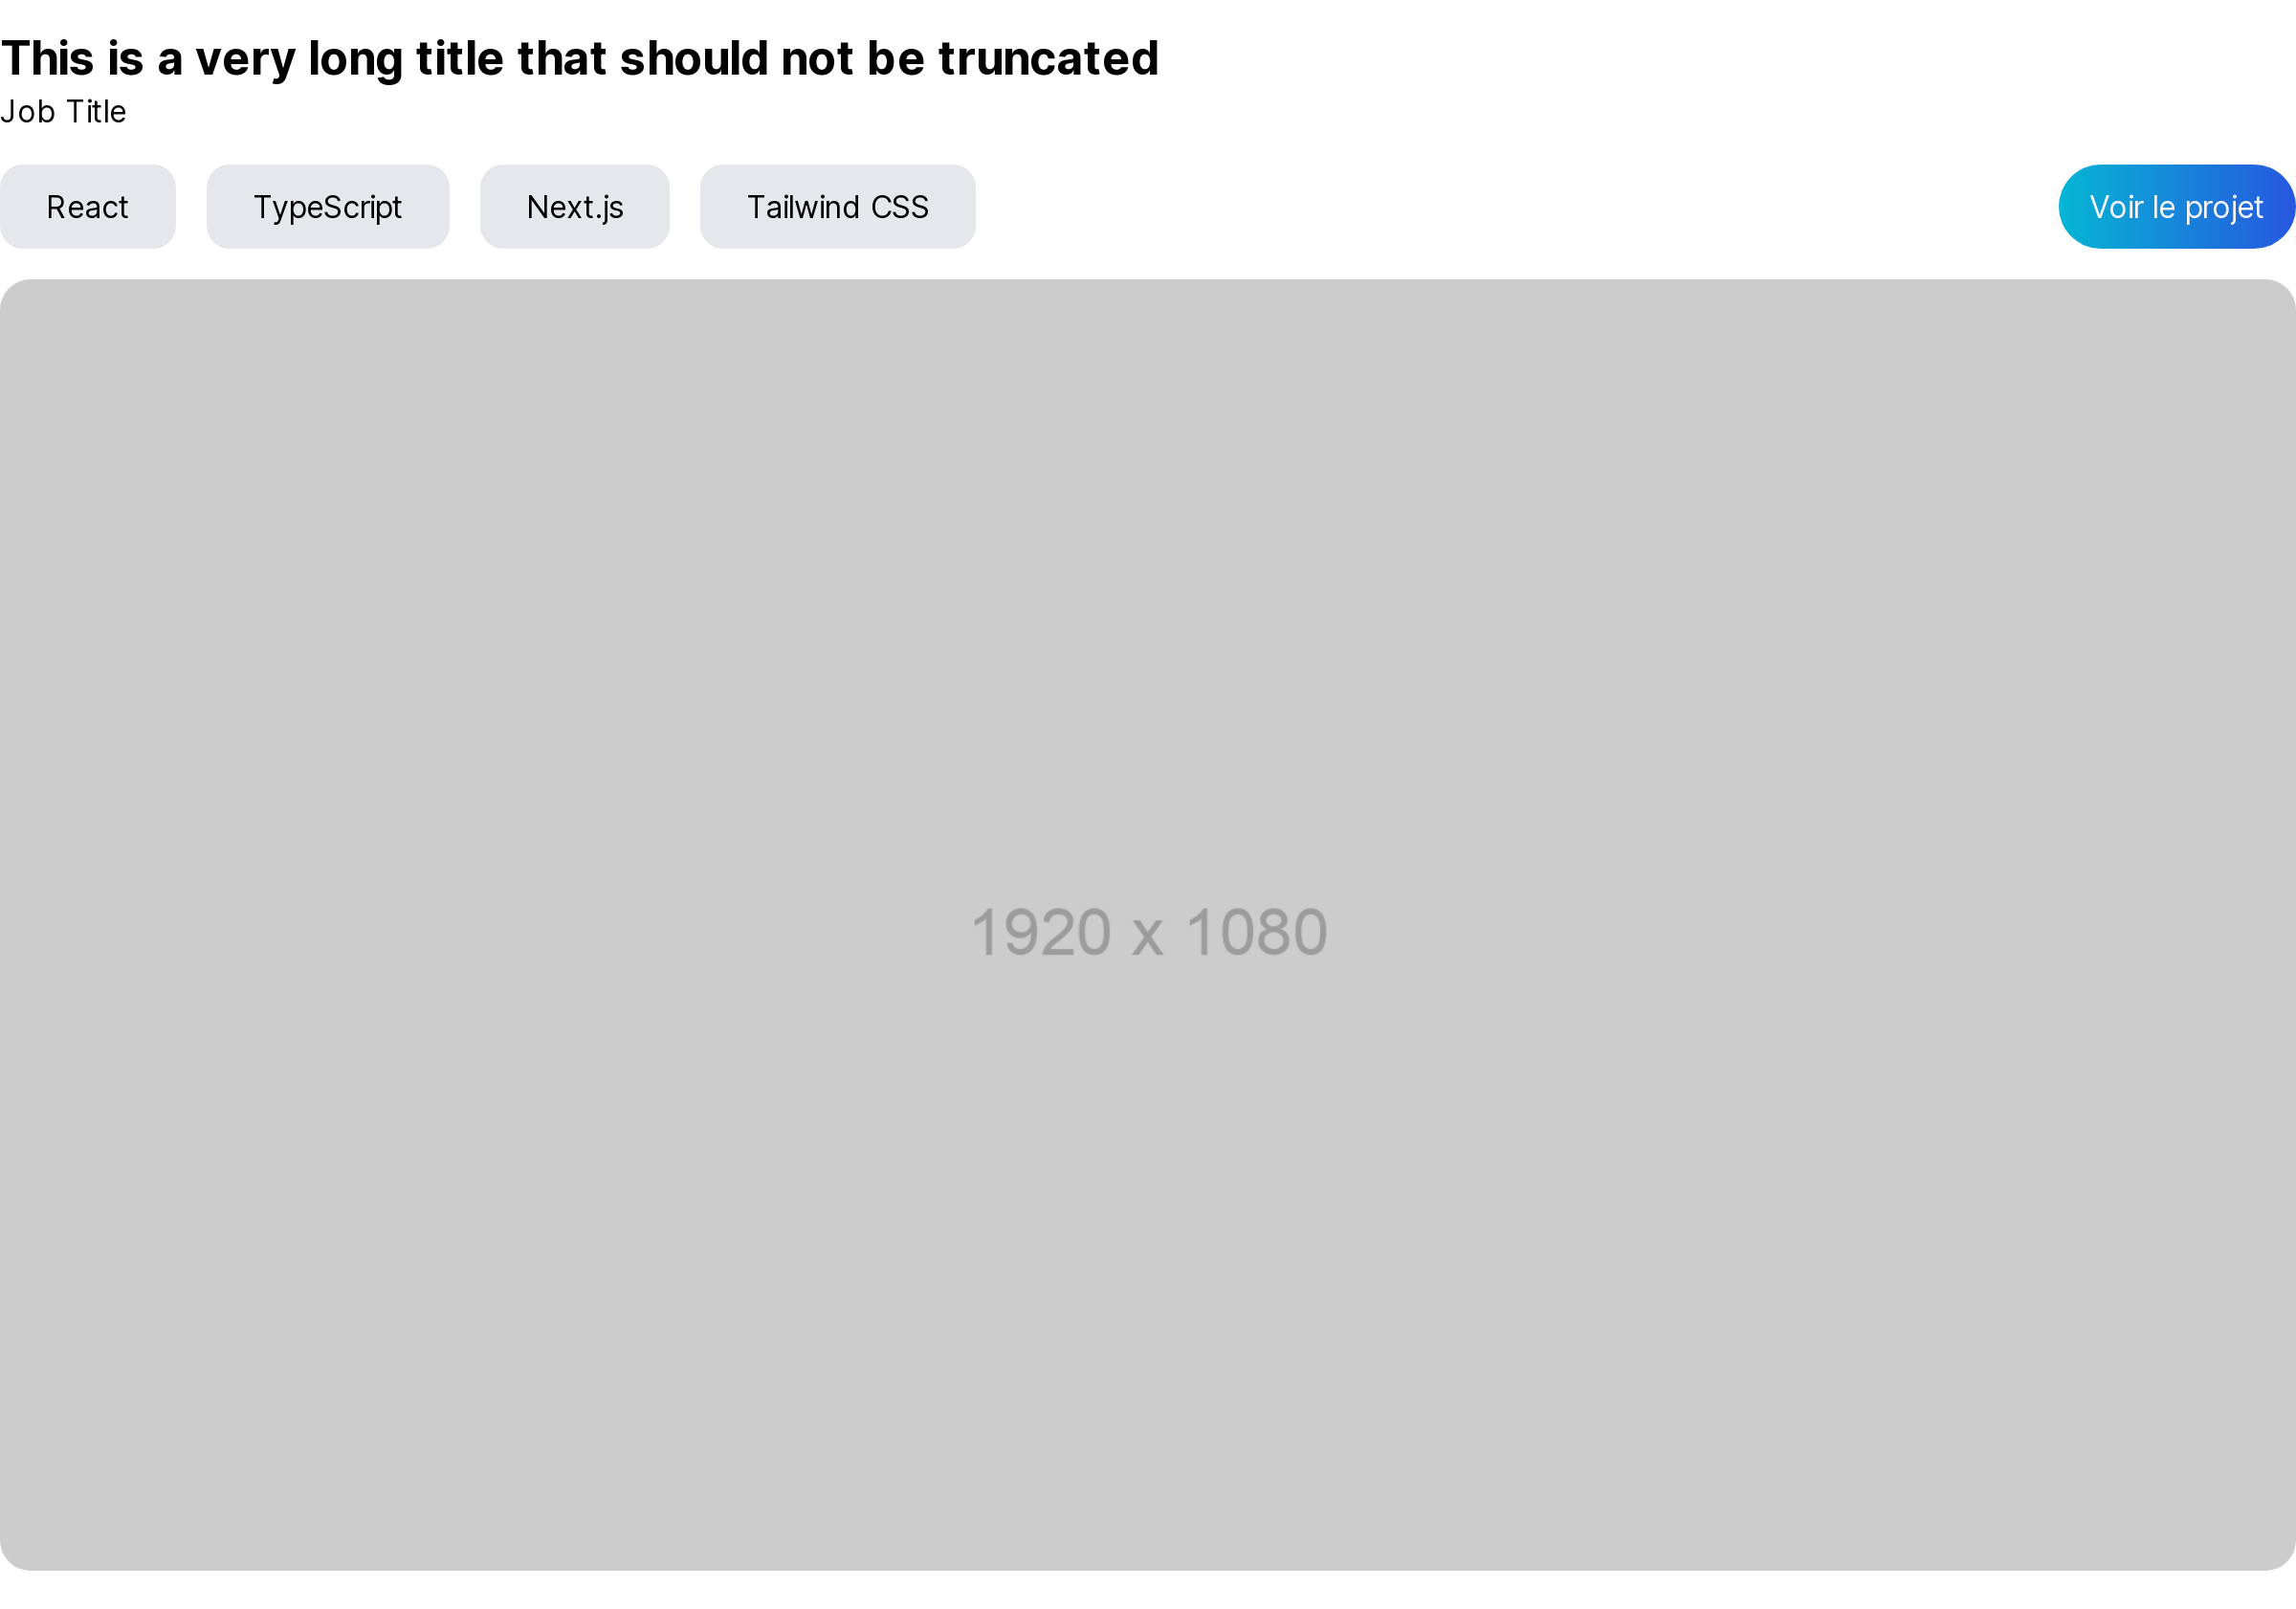 This is a very long title that should not be truncated
Job Title
React TypeScript Next.js Tailwind CSS Voir le projet
1920 x 1080